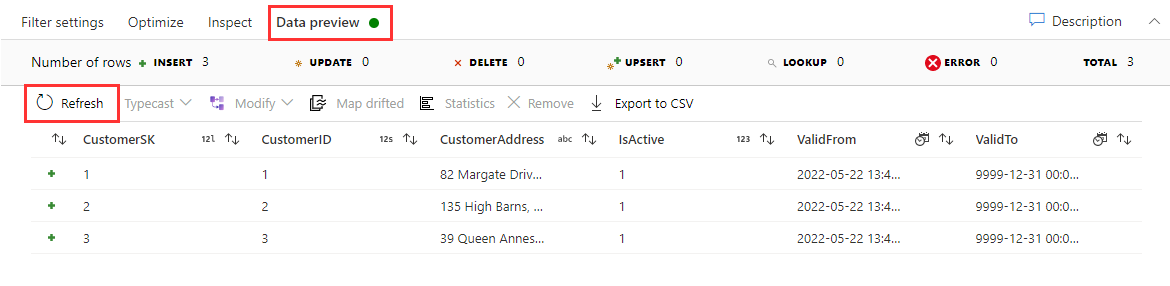 Filter settings Optimize Inspect Data preview Description
Number of rows INSERT 3 UPDATE 0 DELETE 0 UPSERT 0 LOOKUP 0 ERROR 0 TOTAL 3
Refresh Typecast Modify Map drifted Statistics Remove Export to CSV
CustomerSK 12l CustomerID 12s CustomerAddress abc IsActive 123 ValidFrom ValidTo
1 1 82 Margate Driv... 1 2022-05-22 13:4... 9999-12-31 00:0...
2 2 135 High Barns, ... 1 2022-05-22 13:4... 9999-12-31 00:0...
3 3 39 Queen Annes... 1 2022-05-22 13:4... 9999-12-31 00:0...